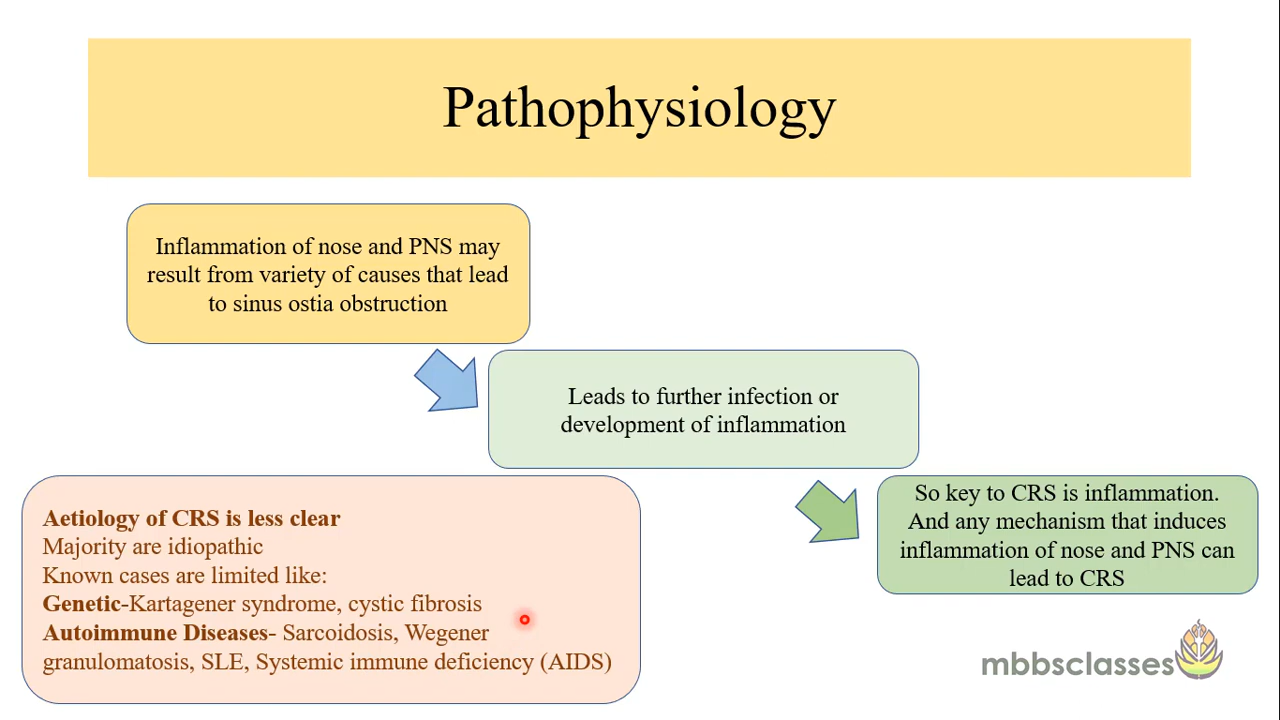 Pathophysiology
Inflammation of nose and PNS may
result from variety of causes that lead
to sinus ostia obstruction
Leads to further infection or
development of inflammation
So key to CRS is inflammation.
And any mechanism that induces
inflammation of nose and PNS can
lead to CRS
Aetiology of CRS is less clear
Majority are idiopathic
Known cases are limited like:
Genetic-Kartagener syndrome, cystic fibrosis
Autoimmune Diseases- Sarcoidosis, Wegener
granulomatosis, SLE, Systemic immune deficiency (AIDS)
mbbsclasses